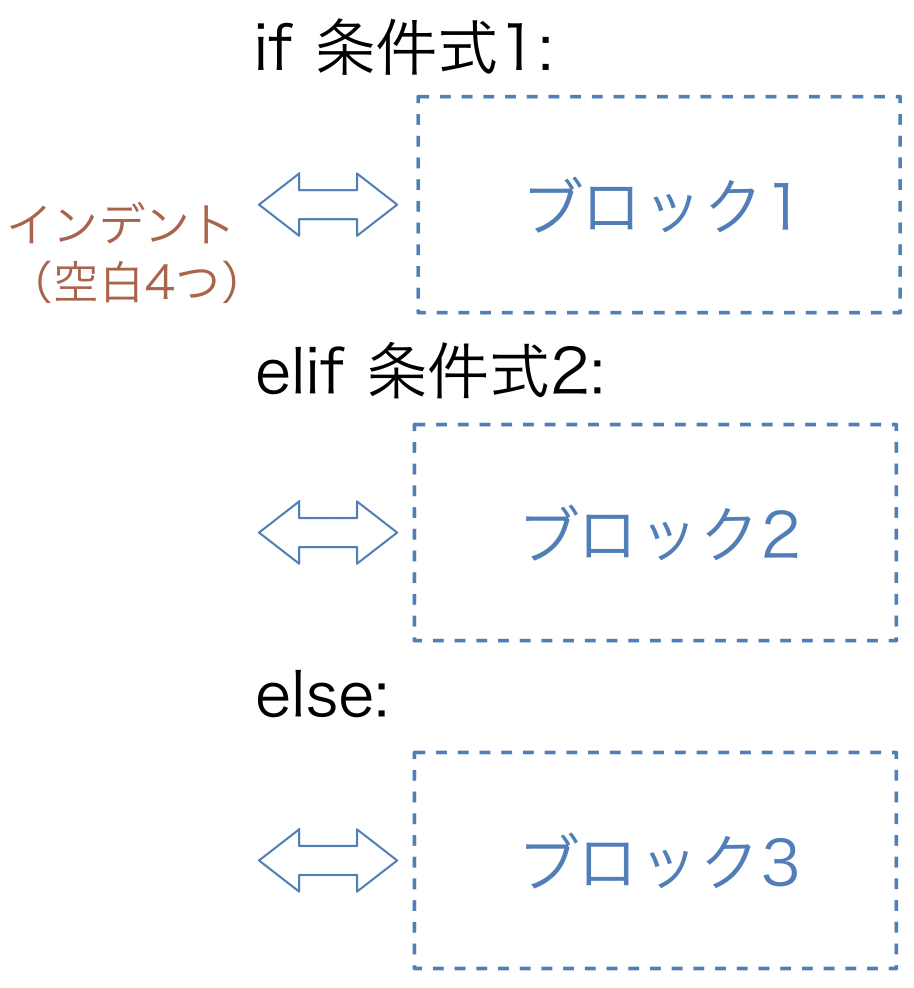 if 条件式1:
ブロック1
インデント
（空白4つ）
elif 条件式2:
ブロック2
else:
ブロック3